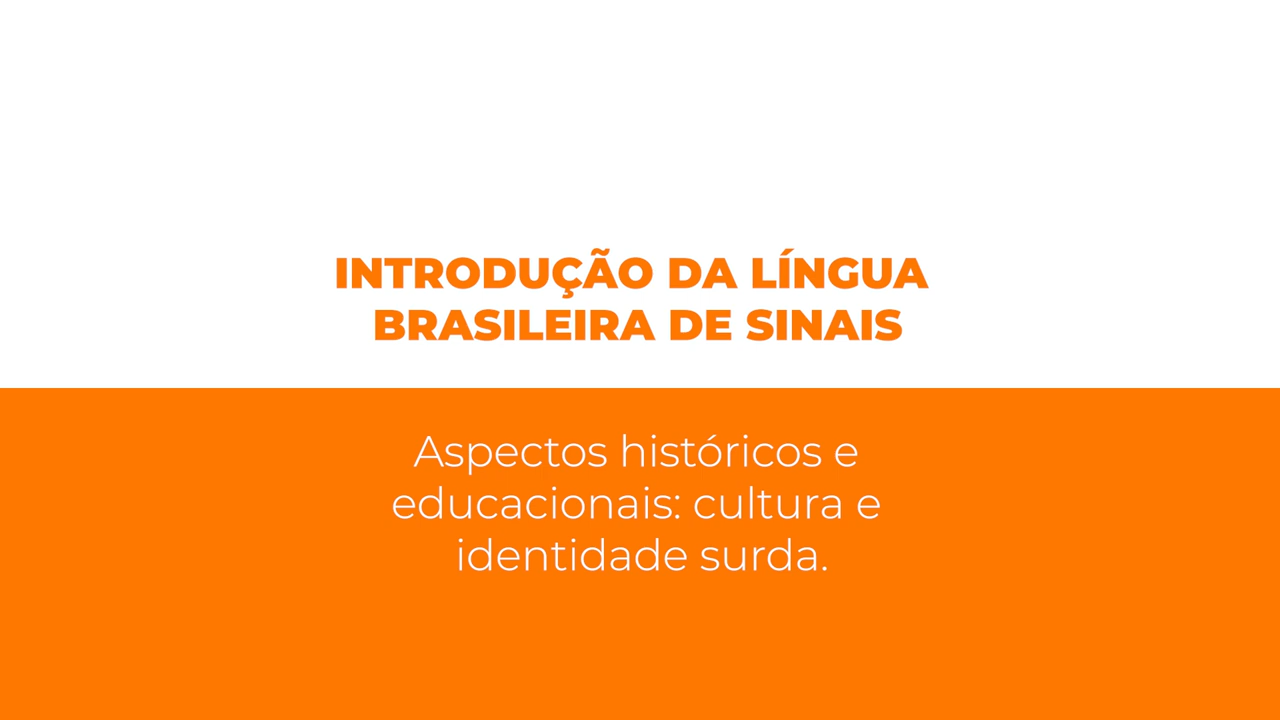 INTRODUÇÃO DA LÍNGUA
BRASILEIRA DE SINAIS
Aspectos históricos e
educacionais: cultura e
identidade surda.